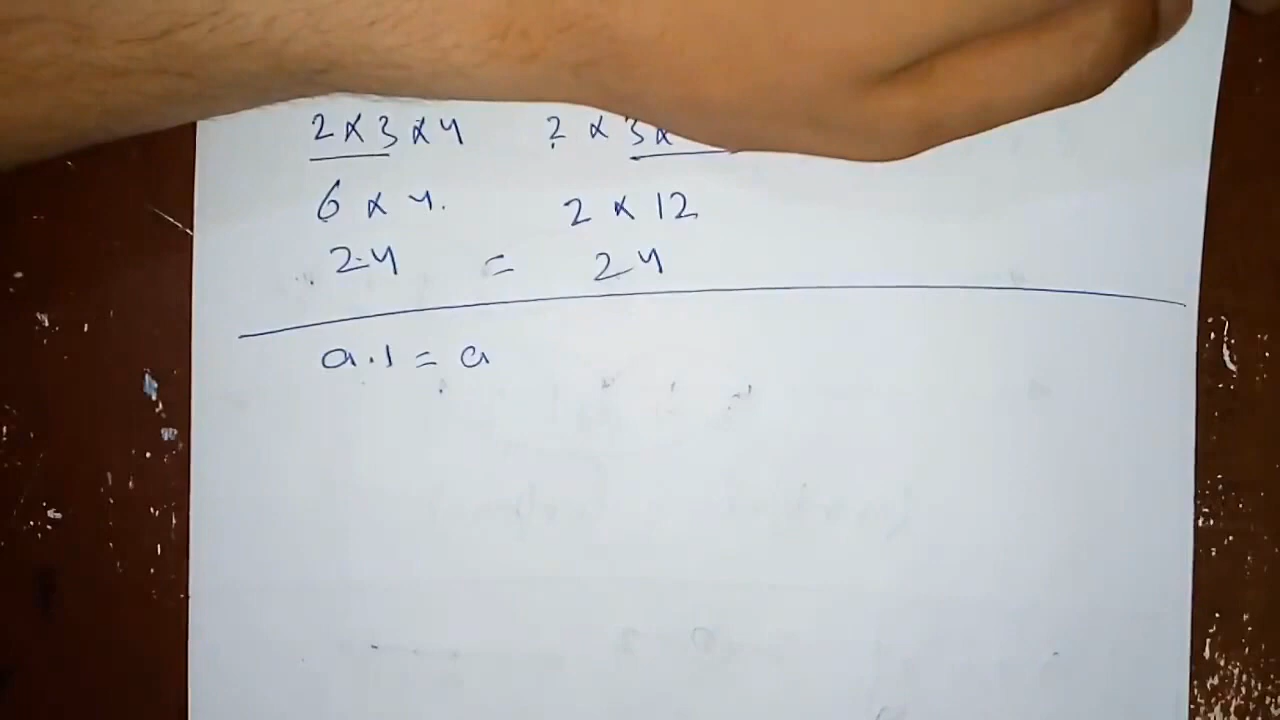 2 × 3 × 4 2 × 3 ×
6 × 4. 2 × 12
24 = 24
a . 1 = a